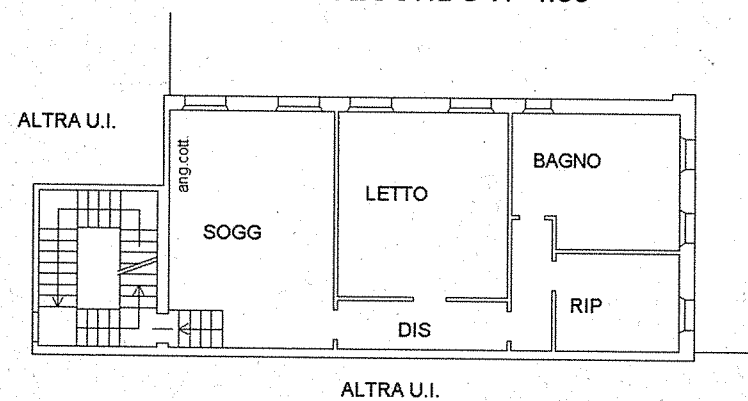 ALTRA U.I.
ang.cott.
BAGNO
LETTO
SOGG
RIP
DIS
ALTRA U.I.